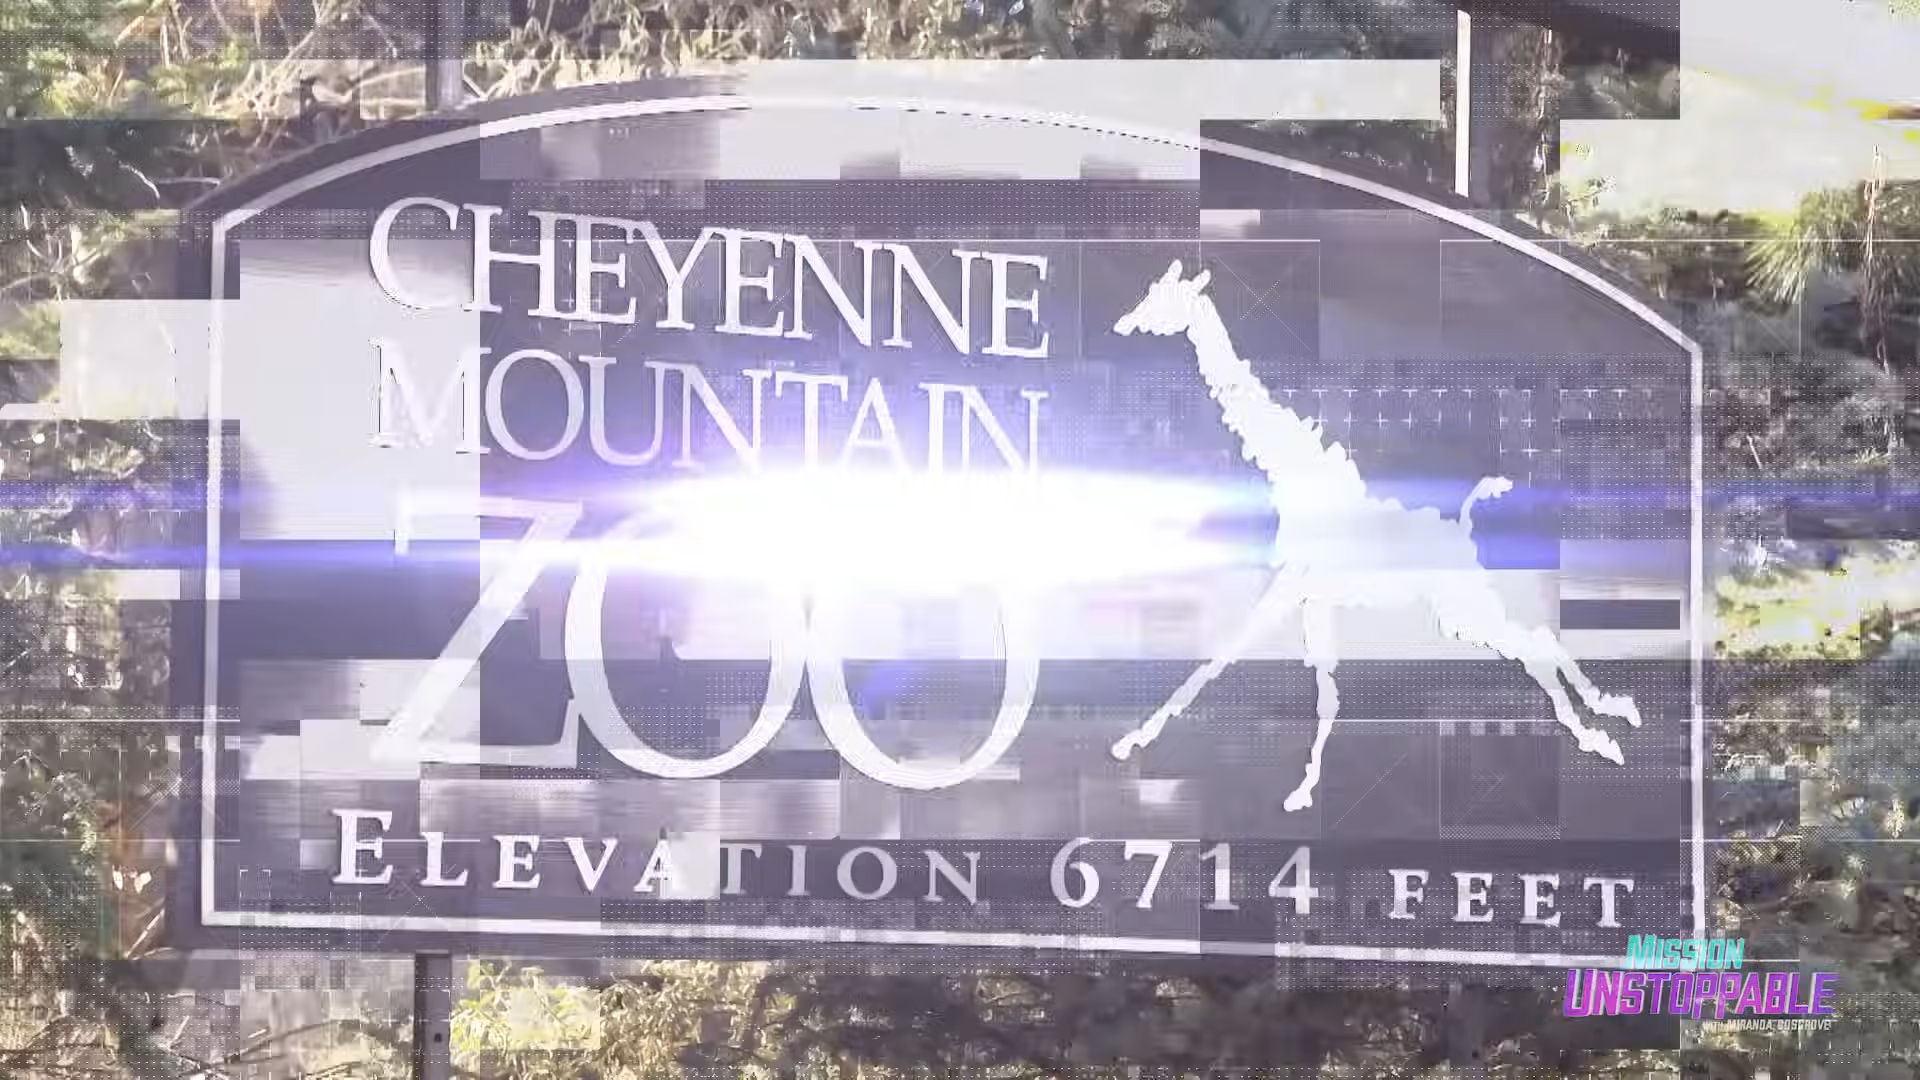 CHEYENNE
MOUNTAIN
ZOO
ELEVATION 6714 FEET
MISSION
UNSTOPPABLE
WITH MIRANDA COSGROVE